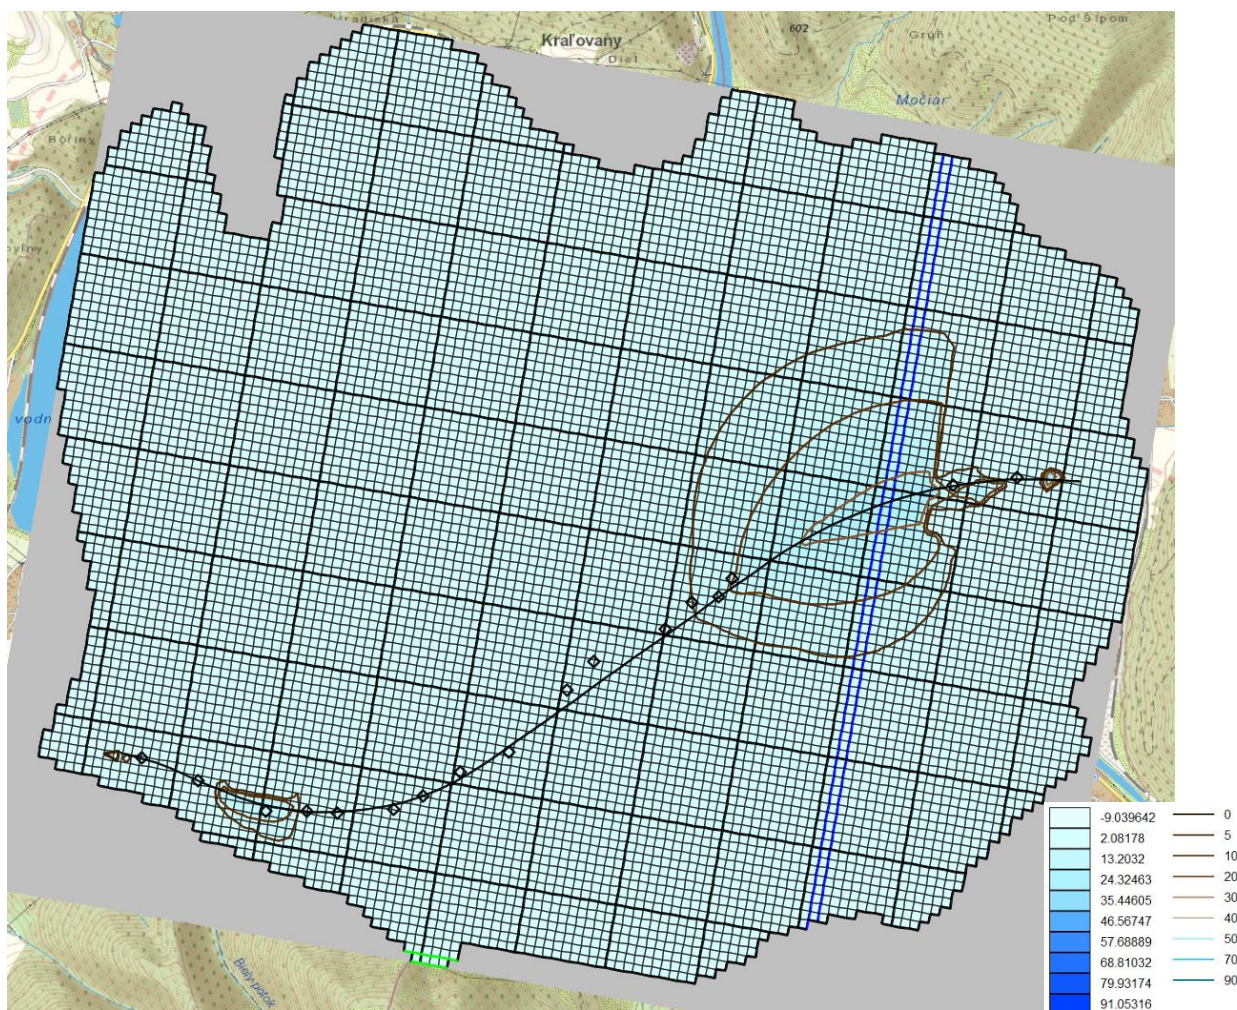 Hradiská
Kraľovany
602
Diel
Pod Šípom
Grúň
Močiar
Bôřiny
vodn
Biely potok
-9.039642
2.08178
13.2032
24.32463
35.44605
46.56747
57.68889
68.81032
79.93174
91.05316
0
5
10
20
30
40
50
70
90